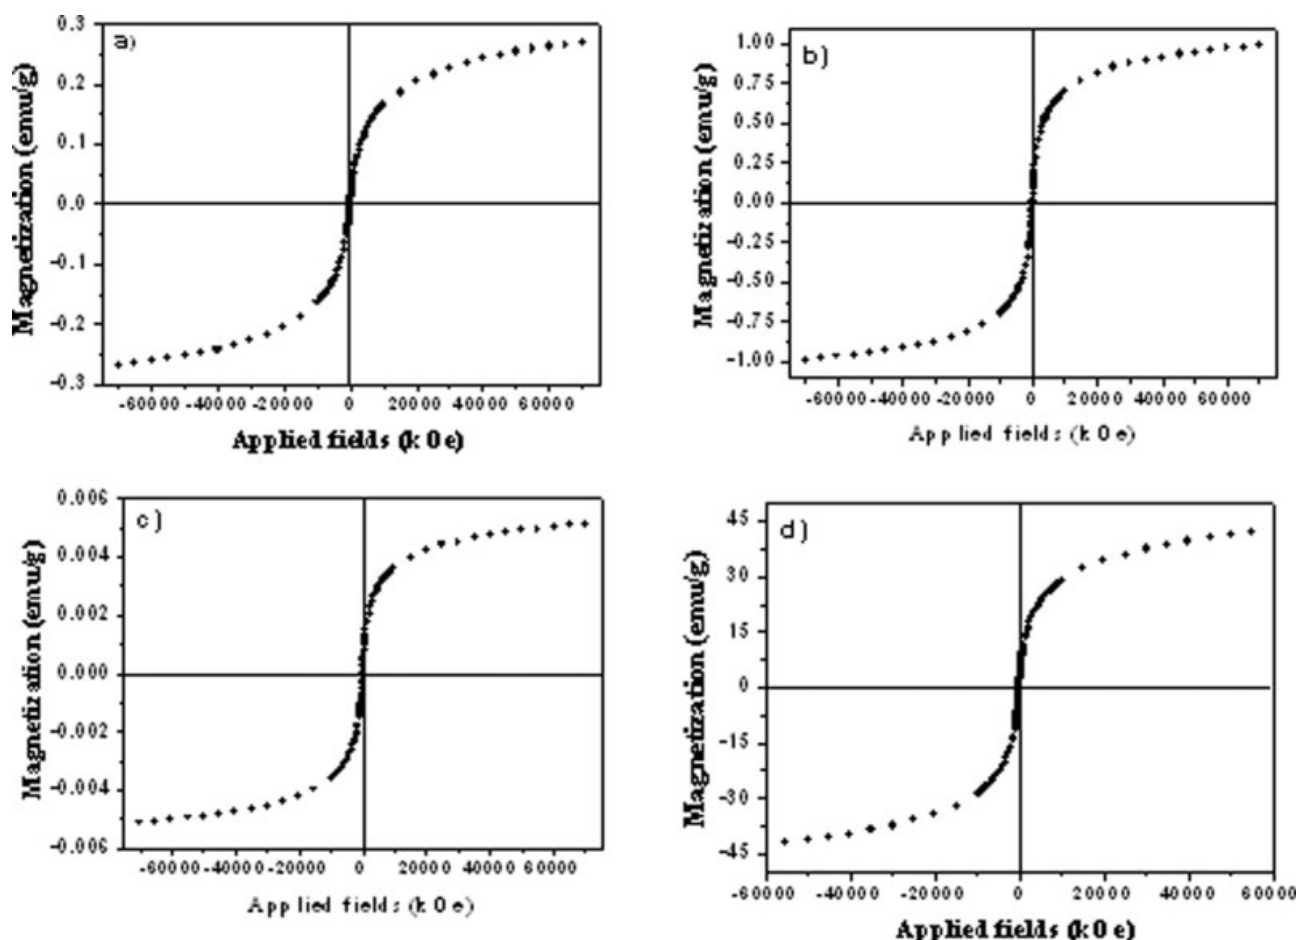 a)
0.3
0.2
0.1
0.0
-0.1
-0.2
-0.3
Magnetization (emu/g)
-60000 -40000 -20000 0 20000 40000 60000
Applied fields (k Oe)
b)
1.00
0.75
0.50
0.25
0.00
-0.25
-0.50
-0.75
-1.00
Magnetization (emu/g)
-60000 -40000 -20000 0 20000 40000 60000
Applied fields (k Oe)
c)
0.006
0.004
0.002
0.000
-0.002
-0.004
-0.006
Magnetization (emu/g)
-60000 -40000 -20000 0 20000 40000 60000
Applied fields (k Oe)
d)
45
30
15
0
-15
-30
-45
Magnetization (emu/g)
-60000 -40000 -20000 0 20000 40000 60000
Applied fields (k Oe)